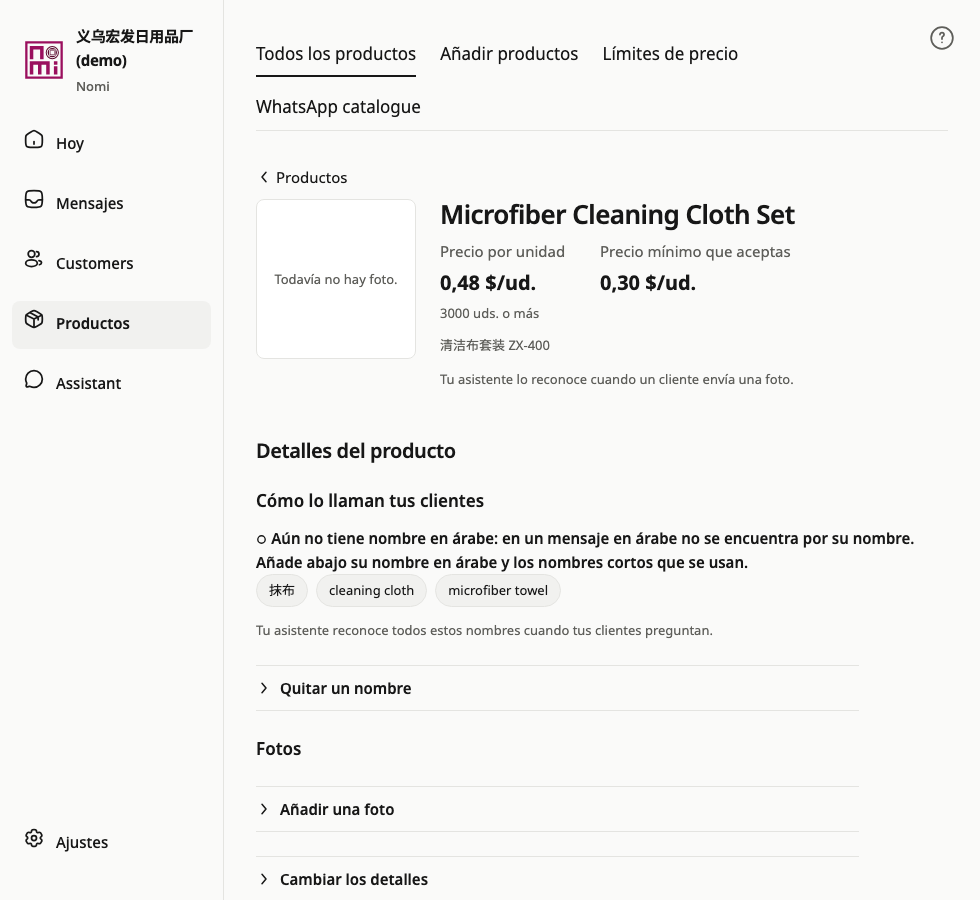 义乌宏发日用品厂
(demo)
Nomi
Hoy
Mensajes
Customers
Productos
Assistant
Ajustes
Todos los productos
Añadir productos
Límites de precio
WhatsApp catalogue
Productos
Todavía no hay foto.
Microfiber Cleaning Cloth Set
Precio por unidad
Precio mínimo que aceptas
0,48 $/ud.
0,30 $/ud.
3000 uds. o más
清洁布套装 ZX-400
Tu asistente lo reconoce cuando un cliente envía una foto.
Detalles del producto
Cómo lo llaman tus clientes
Aún no tiene nombre en árabe: en un mensaje en árabe no se encuentra por su nombre.
Añade abajo su nombre en árabe y los nombres cortos que se usan.
抹布
cleaning cloth
microfiber towel
Tu asistente reconoce todos estos nombres cuando tus clientes preguntan.
Quitar un nombre
Fotos
Añadir una foto
Cambiar los detalles